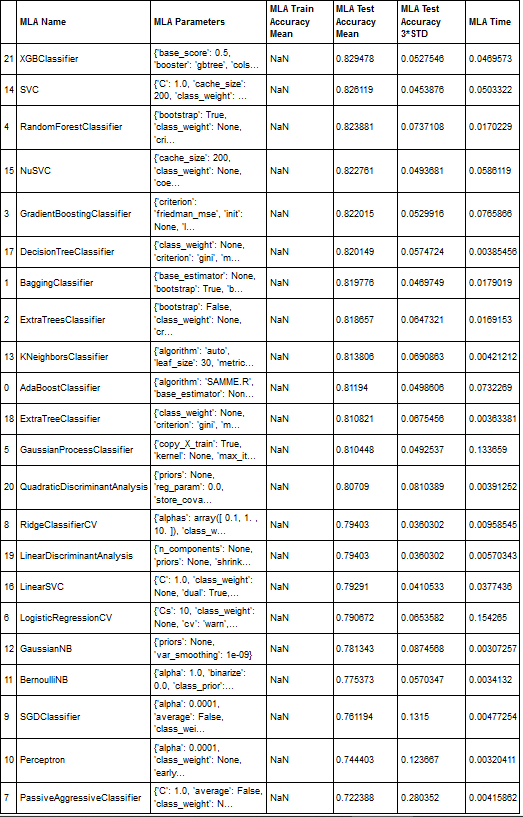 MLA Name MLA Parameters MLA Train Accuracy Mean MLA Test Accuracy Mean MLA Test Accuracy 3*STD MLA Time
21 XGBClassifier {'base_score': 0.5, 'booster': 'gbtree', 'cols... NaN 0.829478 0.0527546 0.0469573
14 SVC {'C': 1.0, 'cache_size': 200, 'class_weight': ... NaN 0.826119 0.0453876 0.0503322
4 RandomForestClassifier {'bootstrap': True, 'class_weight': None, 'cri... NaN 0.823881 0.0737108 0.0170229
15 NuSVC {'cache_size': 200, 'class_weight': None, 'coe... NaN 0.822761 0.0493681 0.0586119
3 GradientBoostingClassifier {'criterion': 'friedman_mse', 'init': None, 'l... NaN 0.822015 0.0529916 0.0765866
17 DecisionTreeClassifier {'class_weight': None, 'criterion': 'gini', 'm... NaN 0.820149 0.0574724 0.00385456
1 BaggingClassifier {'base_estimator': None, 'bootstrap': True, 'b... NaN 0.819776 0.0469749 0.0179019
2 ExtraTreesClassifier {'bootstrap': False, 'class_weight': None, 'cr... NaN 0.818657 0.0647321 0.0169153
13 KNeighborsClassifier {'algorithm': 'auto', 'leaf_size': 30, 'metric... NaN 0.813806 0.0690863 0.00421212
0 AdaBoostClassifier {'algorithm': 'SAMME.R', 'base_estimator': Non... NaN 0.81194 0.0498606 0.0732269
18 ExtraTreeClassifier {'class_weight': None, 'criterion': 'gini', 'm... NaN 0.810821 0.0675456 0.00363381
5 GaussianProcessClassifier {'copy_X_train': True, 'kernel': None, 'max_it... NaN 0.810448 0.0492537 0.133659
20 QuadraticDiscriminantAnalysis {'priors': None, 'reg_param': 0.0, 'store_cova... NaN 0.80709 0.0810389 0.00391252
8 RidgeClassifierCV {'alphas': array([ 0.1, 1. , 10. ]), 'class_w... NaN 0.79403 0.0360302 0.00958545
19 LinearDiscriminantAnalysis {'n_components': None, 'priors': None, 'shrink... NaN 0.79403 0.0360302 0.00570343
16 LinearSVC {'C': 1.0, 'class_weight': None, 'dual': True,... NaN 0.79291 0.0410533 0.0377436
6 LogisticRegressionCV {'Cs': 10, 'class_weight': None, 'cv': 'warn',... NaN 0.790672 0.0653582 0.154265
12 GaussianNB {'priors': None, 'var_smoothing': 1e-09} NaN 0.781343 0.0874568 0.00307257
11 BernoulliNB {'alpha': 1.0, 'binarize': 0.0, 'class_prior':... NaN 0.775373 0.0570347 0.0034132
9 SGDClassifier {'alpha': 0.0001, 'average': False, 'class_wei... NaN 0.761194 0.1315 0.00477254
10 Perceptron {'alpha': 0.0001, 'class_weight': None, 'early... NaN 0.744403 0.123667 0.00320411
7 PassiveAggressiveClassifier {'C': 1.0, 'average': False, 'class_weight': N... NaN 0.722388 0.280352 0.00415862